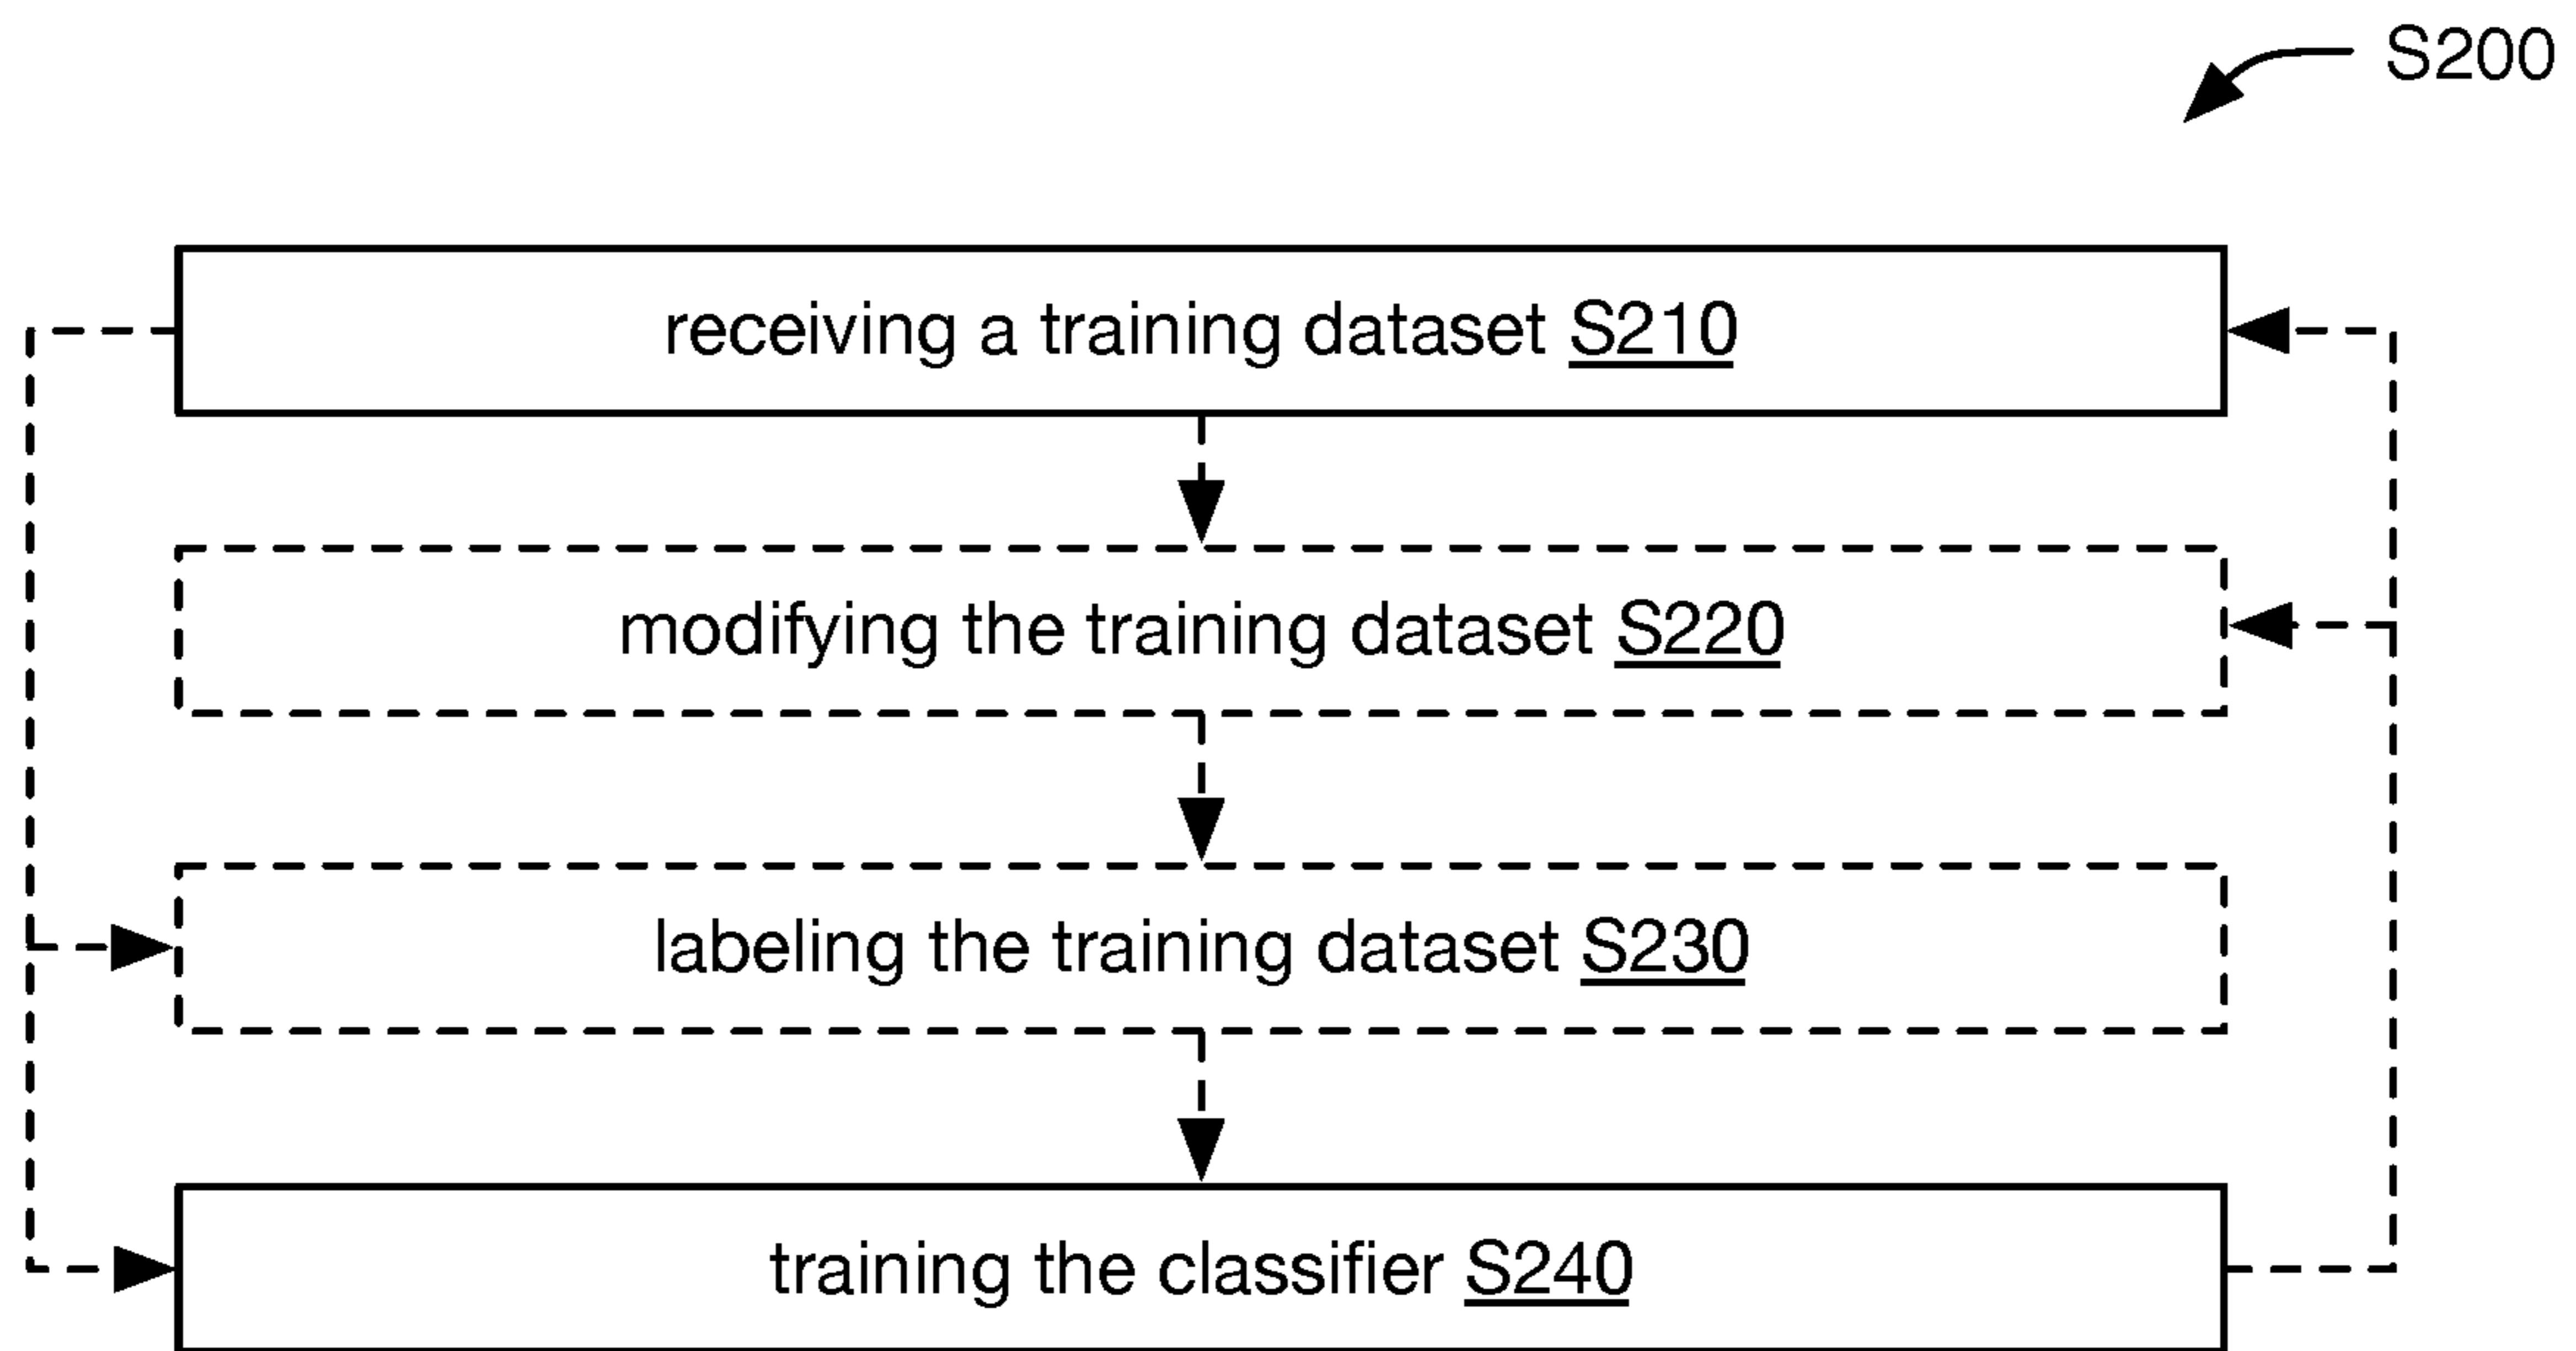 S200
receiving a training dataset S210
modifying the training dataset S220
labeling the training dataset S230
training the classifier S240